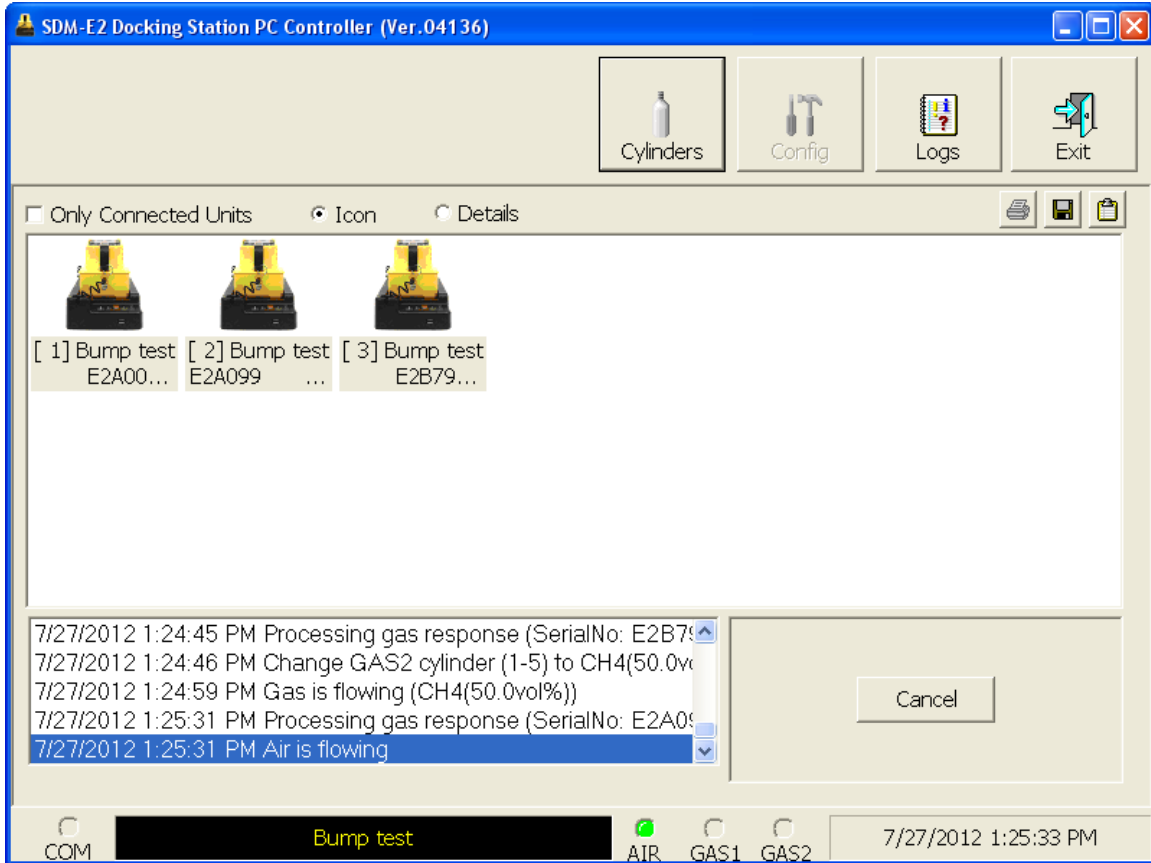 SDM-E2 Docking Station PC Controller (Ver.04136)
Cylinders
Config
Logs
Exit
Only Connected Units
Icon
Details
[ 1] Bump test
E2A00...
[ 2] Bump test
E2A099 ...
[ 3] Bump test
E2B79...
7/27/2012 1:24:45 PM Processing gas response (SerialNo: E2B79
7/27/2012 1:24:46 PM Change GAS2 cylinder (1-5) to CH4(50.0vo
7/27/2012 1:24:59 PM Gas is flowing (CH4(50.0vol%))
7/27/2012 1:25:31 PM Processing gas response (SerialNo: E2A09
7/27/2012 1:25:31 PM Air is flowing
Cancel
COM
Bump test
AIR
GAS1
GAS2
7/27/2012 1:25:33 PM